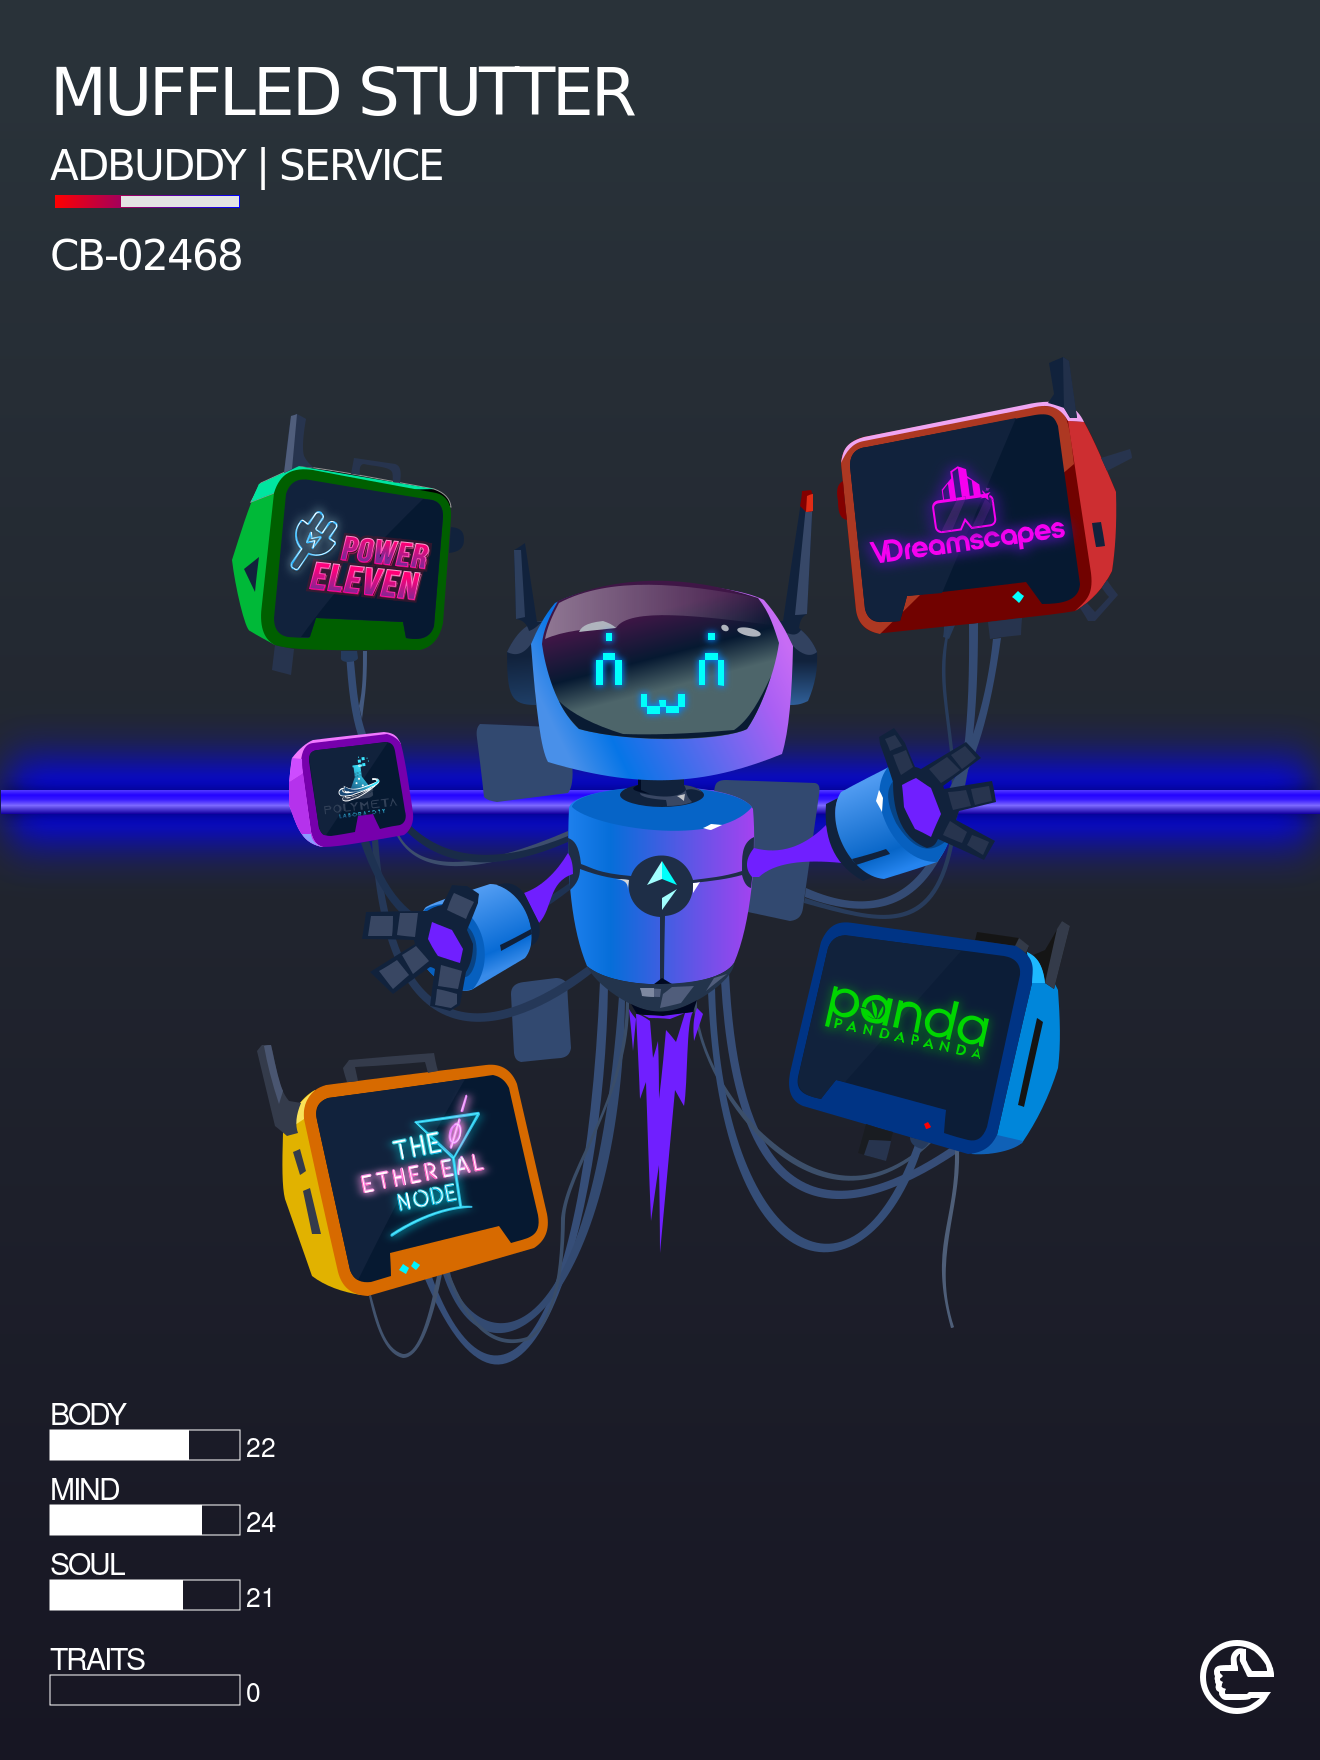 MUFFLED STUTTER
ADBUDDY | SERVICE
CB-02468
POWER
ELEVEN
VDreamscapes
POLYMETA
LABORATORY
panda
PANDAPANDA
THE
ETHEREAL
NODE
BODY
22
MIND
24
SOUL
21
TRAITS
0